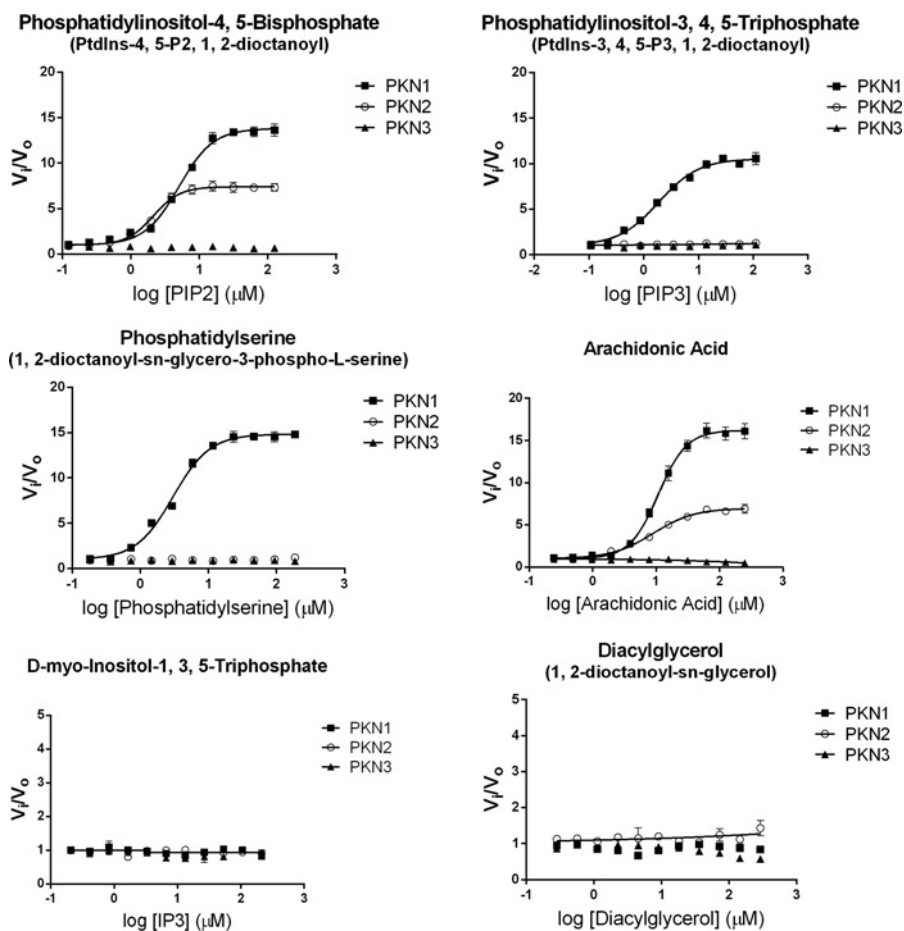 Phosphatidylinositol-4, 5-Bisphosphate
(PtdIns-4, 5-P2, 1, 2-dioctanoyl)
20
15
10
5
0
-1
0
1
2
3
Vi/Vo
log [PIP2] (μM)
PKN1
PKN2
PKN3
Phosphatidylinositol-3, 4, 5-Triphosphate
(PtdIns-3, 4, 5-P3, 1, 2-dioctanoyl)
20
15
10
5
0
-2
-1
0
1
2
3
Vi/Vo
log [PIP3] (μM)
PKN1
PKN2
PKN3
Phosphatidylserine
(1, 2-dioctanoyl-sn-glycero-3-phospho-L-serine)
20
15
10
5
0
-1
0
1
2
3
Vi/Vo
log [Phosphatidylserine] (μM)
PKN1
PKN2
PKN3
Arachidonic Acid
20
15
10
5
0
-1
0
1
2
3
Vi/Vo
log [Arachidonic Acid] (μM)
PKN1
PKN2
PKN3
D-myo-Inositol-1, 3, 5-Triphosphate
5
4
3
2
1
0
-1
0
1
2
3
Vi/Vo
log [IP3] (μM)
PKN1
PKN2
PKN3
Diacylglycerol
(1, 2-dioctanoyl-sn-glycerol)
5
4
3
2
1
0
-1
0
1
2
3
Vi/Vo
log [Diacylglycerol] (μM)
PKN1
PKN2
PKN3